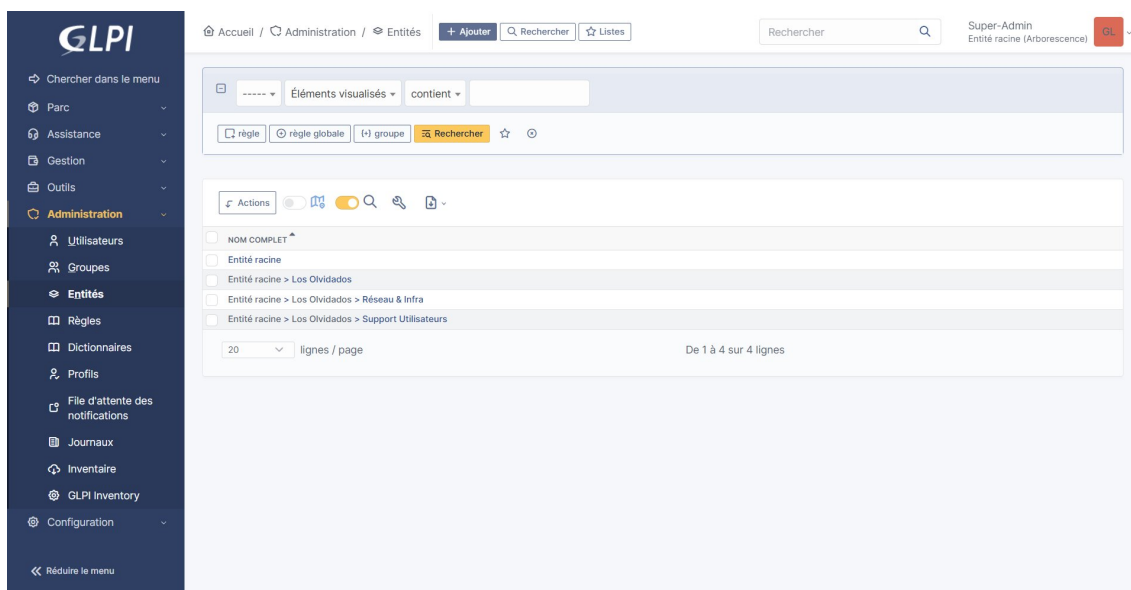 GLPI
Accueil / Administration / Entités
+ Ajouter
Rechercher
Listes
Rechercher
Super-Admin
Entité racine (Arborescence)
GL
Chercher dans le menu
Parc
Assistance
Gestion
Outils
Administration
Utilisateurs
Groupes
Entités
Règles
Dictionnaires
Profils
File d'attente des
notifications
Journaux
Inventaire
GLPI Inventory
Configuration
Réduire le menu
-----
Éléments visualisés
contient
règle
règle globale
(+) groupe
Rechercher
Actions
NOM COMPLET
Entité racine
Entité racine > Los Olvidados
Entité racine > Los Olvidados > Réseau & Infra
Entité racine > Los Olvidados > Support Utilisateurs
20 lignes / page
De 1 à 4 sur 4 lignes